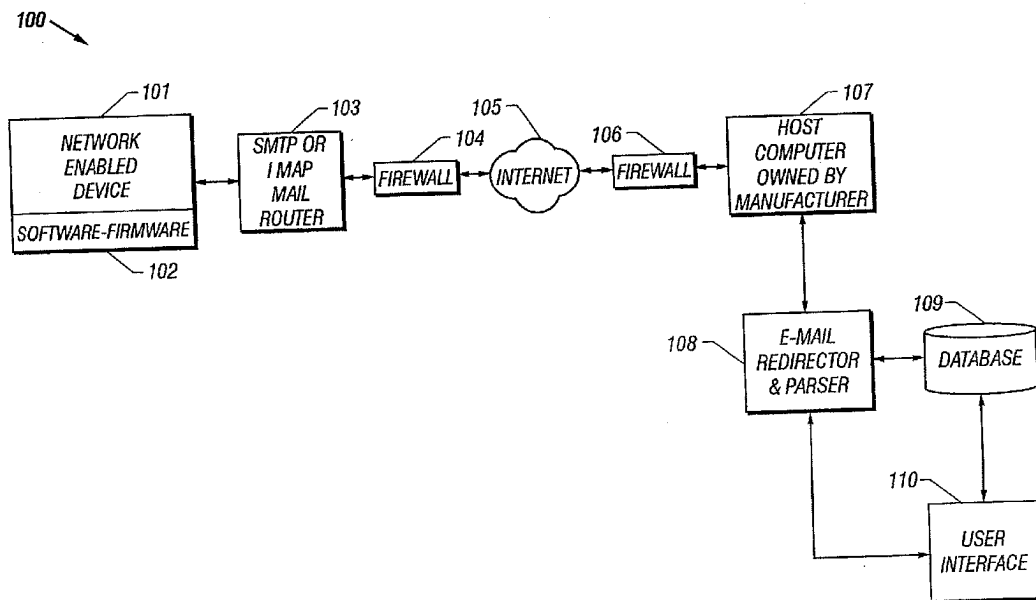 100
101
NETWORK
ENABLED
DEVICE
SOFTWARE-FIRMWARE
102
103
SMTP OR
I MAP
MAIL
ROUTER
104
FIREWALL
105
INTERNET
106
FIREWALL
107
HOST
COMPUTER
OWNED BY
MANUFACTURER
108
E-MAIL
REDIRECTOR
& PARSER
109
DATABASE
110
USER
INTERFACE